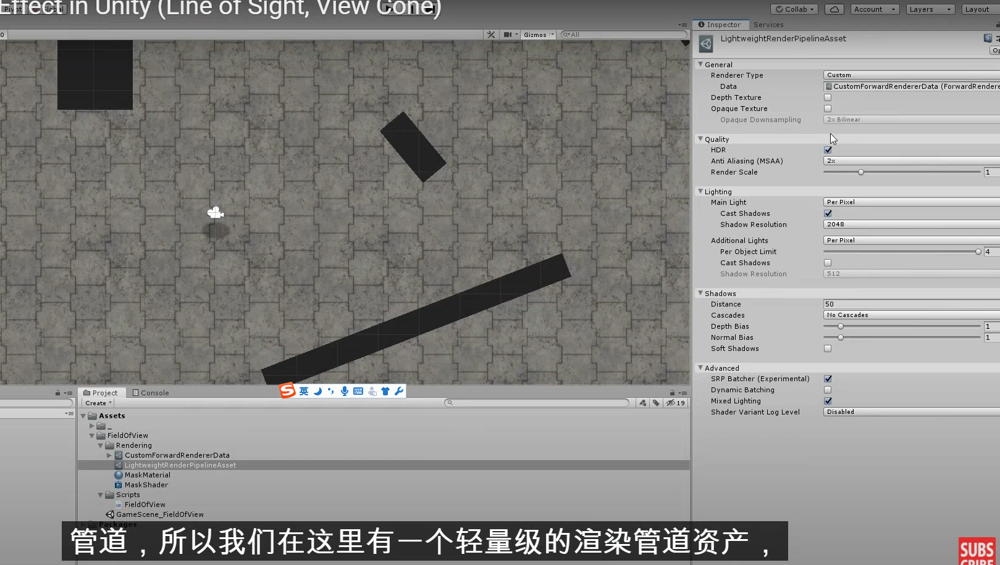 Effect in Unity (Line of Sight, View Cone)
Pivot Global
Collab Account Layers Layout
Inspector Services
Gizmos All
LightweightRenderPipelineAsset
General
Renderer Type Custom
Data CustomForwardRendererData (ForwardRendere
Depth Texture
Opaque Texture
Opaque Downsampling 2x Bilinear
Quality
HDR
Anti Aliasing (MSAA) 2x
Render Scale 1
Lighting
Main Light Per Pixel
Cast Shadows
Shadow Resolution 2048
Additional Lights Per Pixel
Per Object Limit 4
Cast Shadows
Shadow Resolution 512
Shadows
Distance 50
Cascades No Cascades
Depth Bias 1
Normal Bias 1
Soft Shadows
Advanced
SRP Batcher (Experimental)
Dynamic Batching
Mixed Lighting
Shader Variant Log Level Disabled
英
Project Console
Create 19
Assets
_
FieldOfView
Rendering
CustomForwardRendererData
LightweightRenderPipelineAsset
MaskMaterial
MaskShader
Scripts
FieldOfView
GameScene_FieldOfView
Packages
管道，所以我们在这里有一个轻量级的渲染管道资产，
SUBS
CRIBE